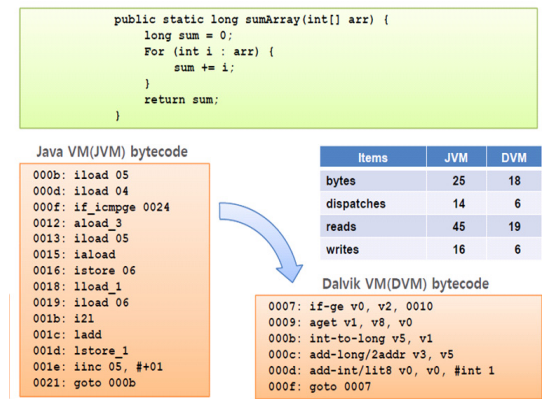 public static long sumArray(int[] arr) {
long sum = 0;
For (int i : arr) {
sum += i;
}
return sum;
}
Java VM(JVM) bytecode
000b: iload 05
000d: iload 04
000f: if_icmpge 0024
0012: aload_3
0013: iload 05
0015: iaload
0016: istore 06
0018: lload_1
0019: iload 06
001b: i2l
001c: ladd
001d: lstore_1
001e: iinc 05, #+01
0021: goto 000b
Items JVM DVM
bytes 25 18
dispatches 14 6
reads 45 19
writes 16 6
Dalvik VM(DVM) bytecode
0007: if-ge v0, v2, 0010
0009: aget v1, v8, v0
000b: int-to-long v5, v1
000c: add-long/2addr v3, v5
000d: add-int/lit8 v0, v0, #int 1
000f: goto 0007